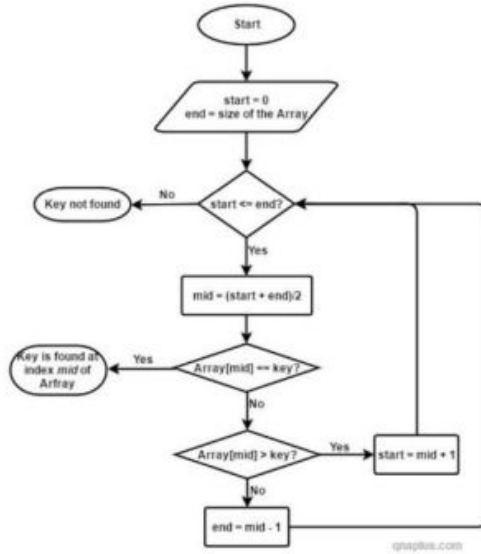 Start
start = 0
end = size of the Array
No
Key not found
start <= end?
Yes
mid = (start + end)/2
Key is found at
index mid of
Arfray
Yes
Array[mid] == key?
No
Array[mid] > key?
Yes
start = mid + 1
No
end = mid - 1
qnaplus.com